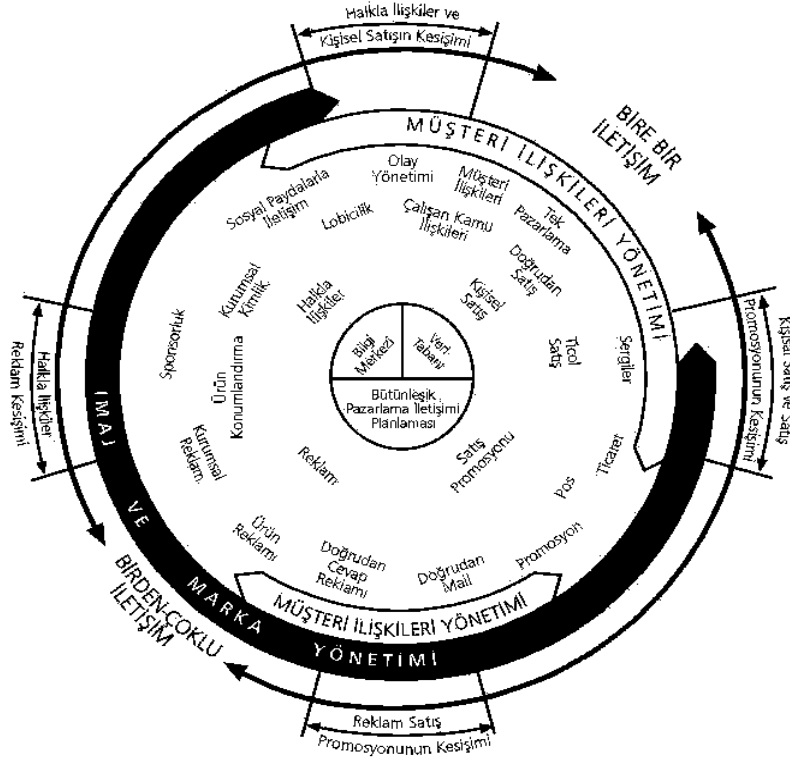 Halkla İlişkiler ve
Kişisel Satışın Kesişimi
BİRE BİR
İLETİŞİM
MÜŞTERİ İLİŞKİLERİ YÖNETİMİ
Olay
Yönetimi
Müşteri
İlişkileri
Tek
Pazarlama
Sosyal Paydalarla
İletişim
Lobicilik
Çalışan Kamu
İlişkileri
Doğrudan
Satış
Kurumsal
Kimlik.
Halkla
İlişkiler
Kişisel
Satış
Sponsorluk
Ürün
Konumlandırma
Bilgi
Merkezi
Veri
Tabanı
Ticol
Satış
Sergiler
Bütünleşik
Pazarlama İletişimi
Planlaması
Halkla İlişkiler
Reklam Kesişimi
Kişisel Satış ve Satış
Promosyonunun Kesişimi
Kurumsal
Reklam.
Reklam
Satış
Promosyonu
Pos
Ticaret
Ürün
Reklamı
Doğrudan
Cevap
Reklamı
Doğrudan
Mail
Promosyon
MÜŞTERİ İLİŞKİLERİ YÖNETİMİ
İMAJ VE MARKA YÖNETİMİ
BİRDEN-ÇOKLU
İLETİŞİM
Reklam Satış
Promosyonunun Kesişimi